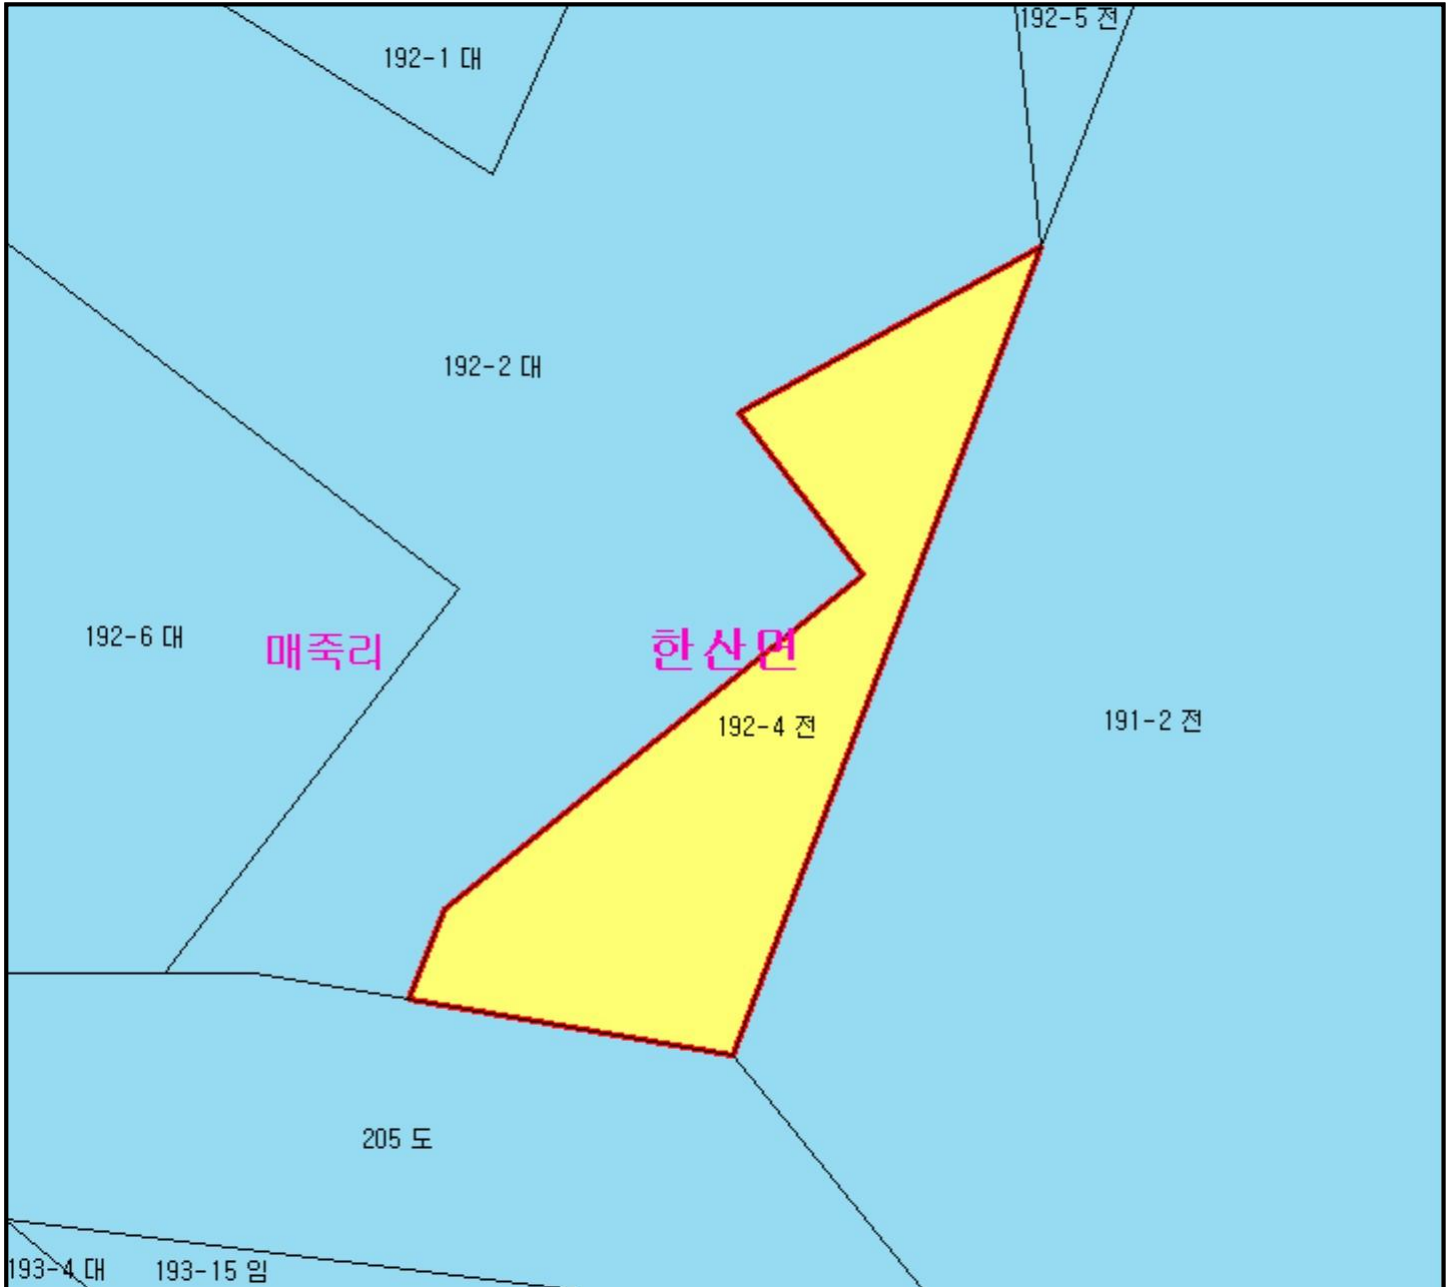 192-5 전
192-1 대
192-2 대
192-6 대
매죽리
한산면
192-4 전
191-2 전
205 도
193-4 대
193-15 임